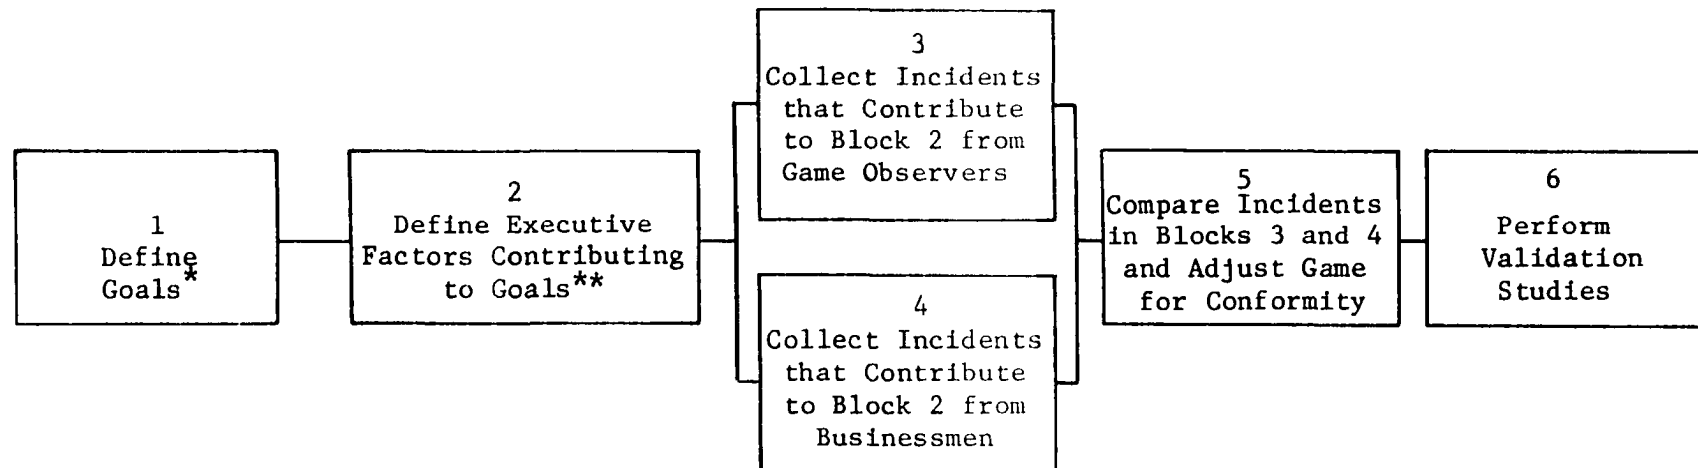 1
Define
Goals*
2
Define Executive
Factors Contributing
to Goals**
3
Collect Incidents
that Contribute
to Block 2 from
Game Observers
4
Collect Incidents
that Contribute
to Block 2 from
Businessmen
5
Compare Incidents
in Blocks 3 and 4
and Adjust Game
for Conformity
6
Perform
Validation
Studies